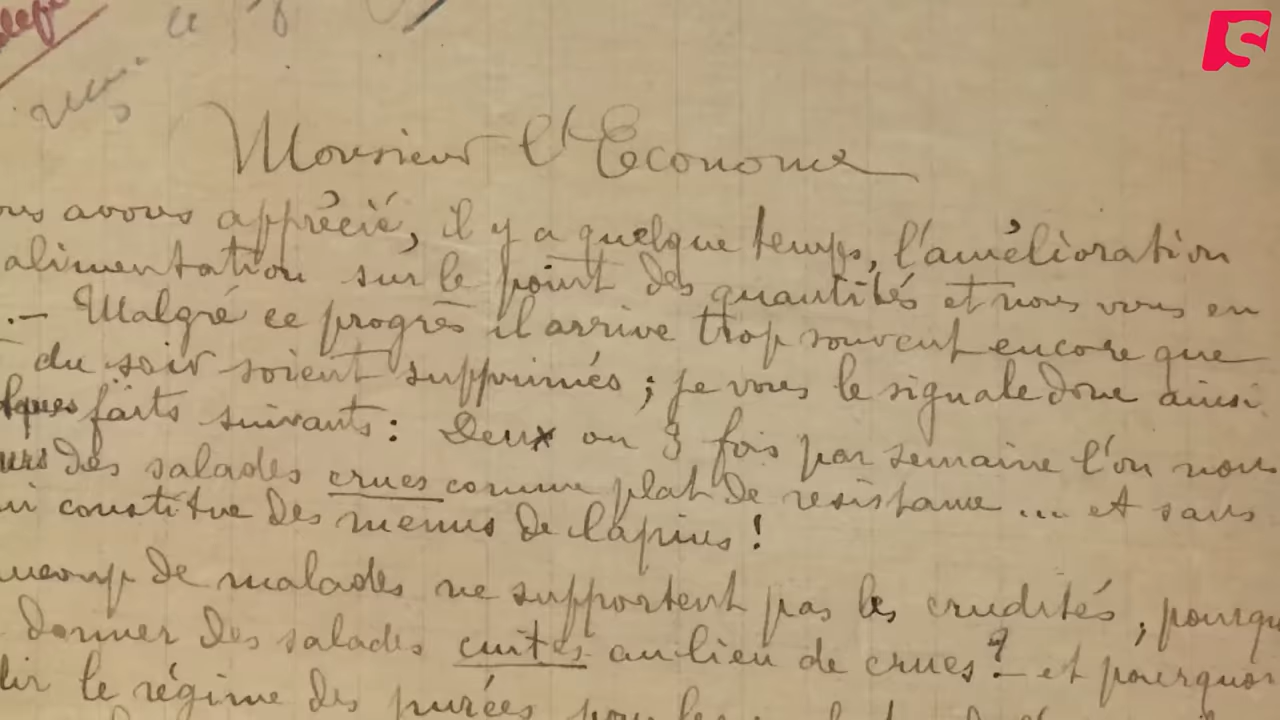 Monsieur l'Econome
avons apprécié, il y a quelque temps, l'amélioration
alimentation sur le point des quantités et nous vous en
.— Malgré ce progrès il arrive trop souvent encore que
du soir soient supprimés ; je vous le signale donc ainsi
faits suivants : Deux ou 3 fois par semaine l'on nous
des salades crues comme plat de resistance ... et sans
constitue des menus de lapins !
de malades ne supportent pas les crudités, pourqu
donner des salades cuites au lieu de crues ? — et pourquoi
le régime des purées pour les